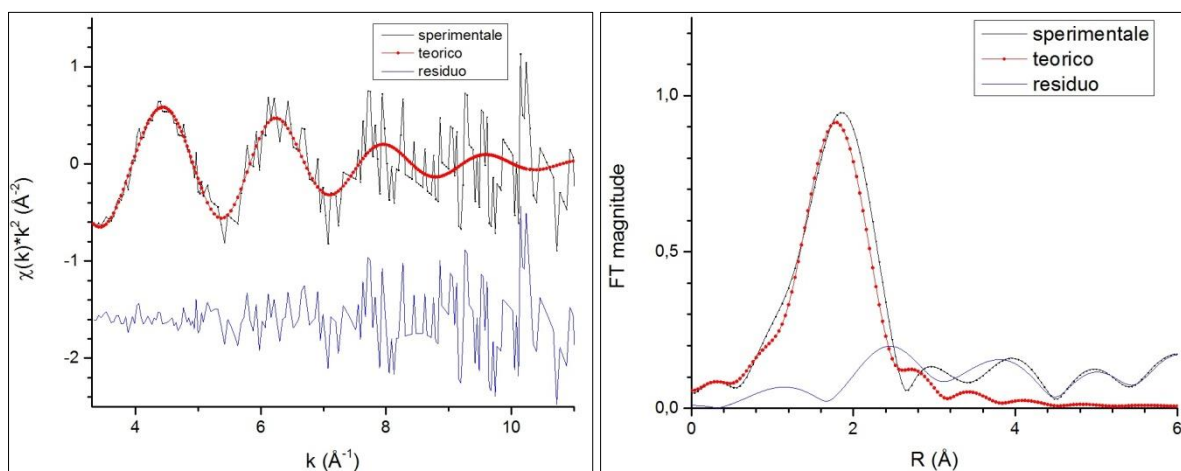 sperimentale
teorico
residuo
1
0
-1
-2
χ(k)*k² (Å⁻²)
4
6
8
10
k (Å⁻¹)
sperimentale
teorico
residuo
1,0
0,5
0,0
FT magnitude
0
2
4
6
R (Å)